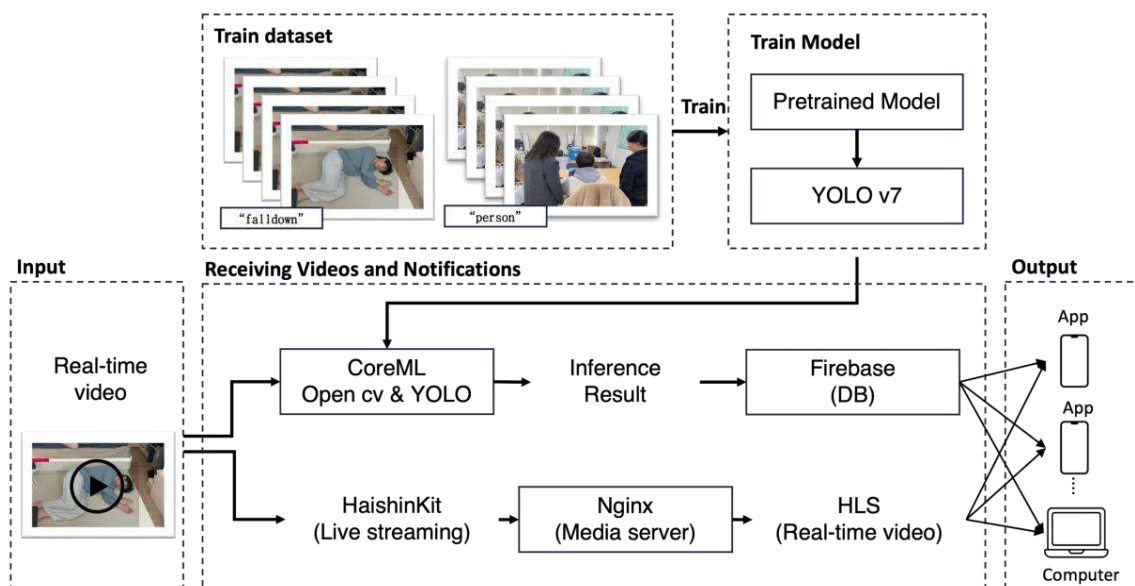 Train dataset
"falldown"
"person"
Train
Train Model
Pretrained Model
YOLO v7
Input
Real-time
video
Receiving Videos and Notifications
CoreML
Open cv & YOLO
Inference
Result
Firebase
(DB)
HaishinKit
(Live streaming)
Nginx
(Media server)
HLS
(Real-time video)
Output
App
App
Computer